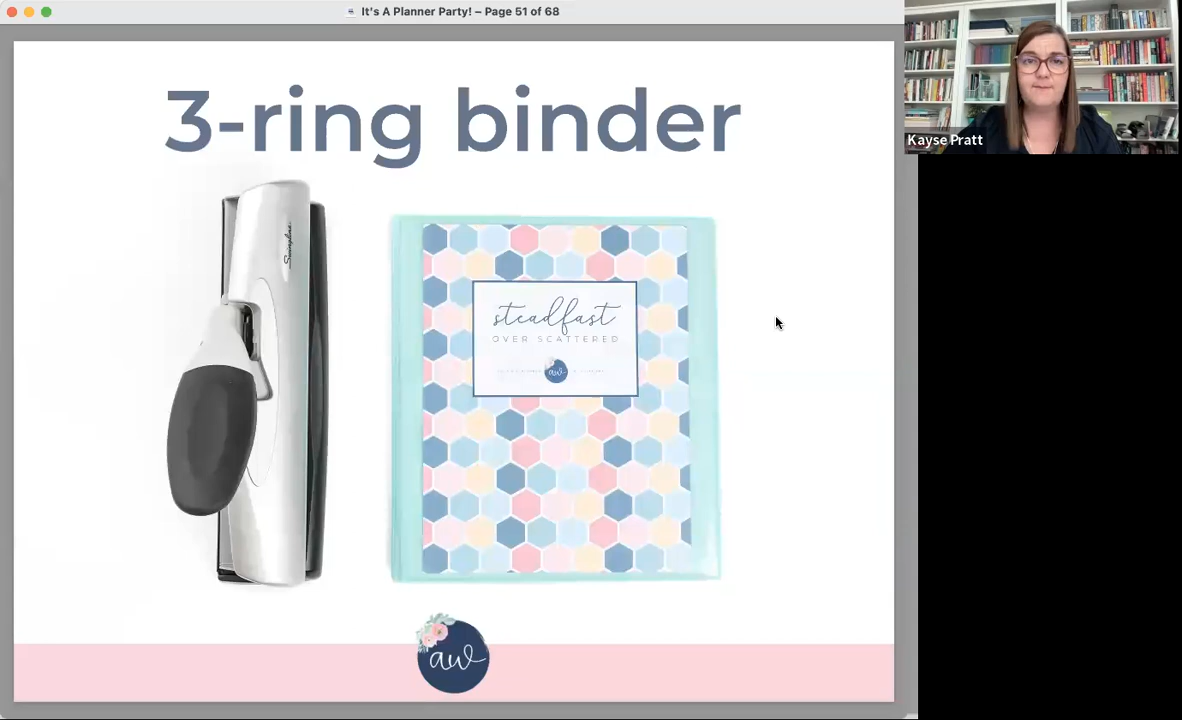 It's A Planner Party! – Page 51 of 68
3-ring binder
Swingline
steadfast
OVER SCATTERED
aw
aw
Kayse Pratt